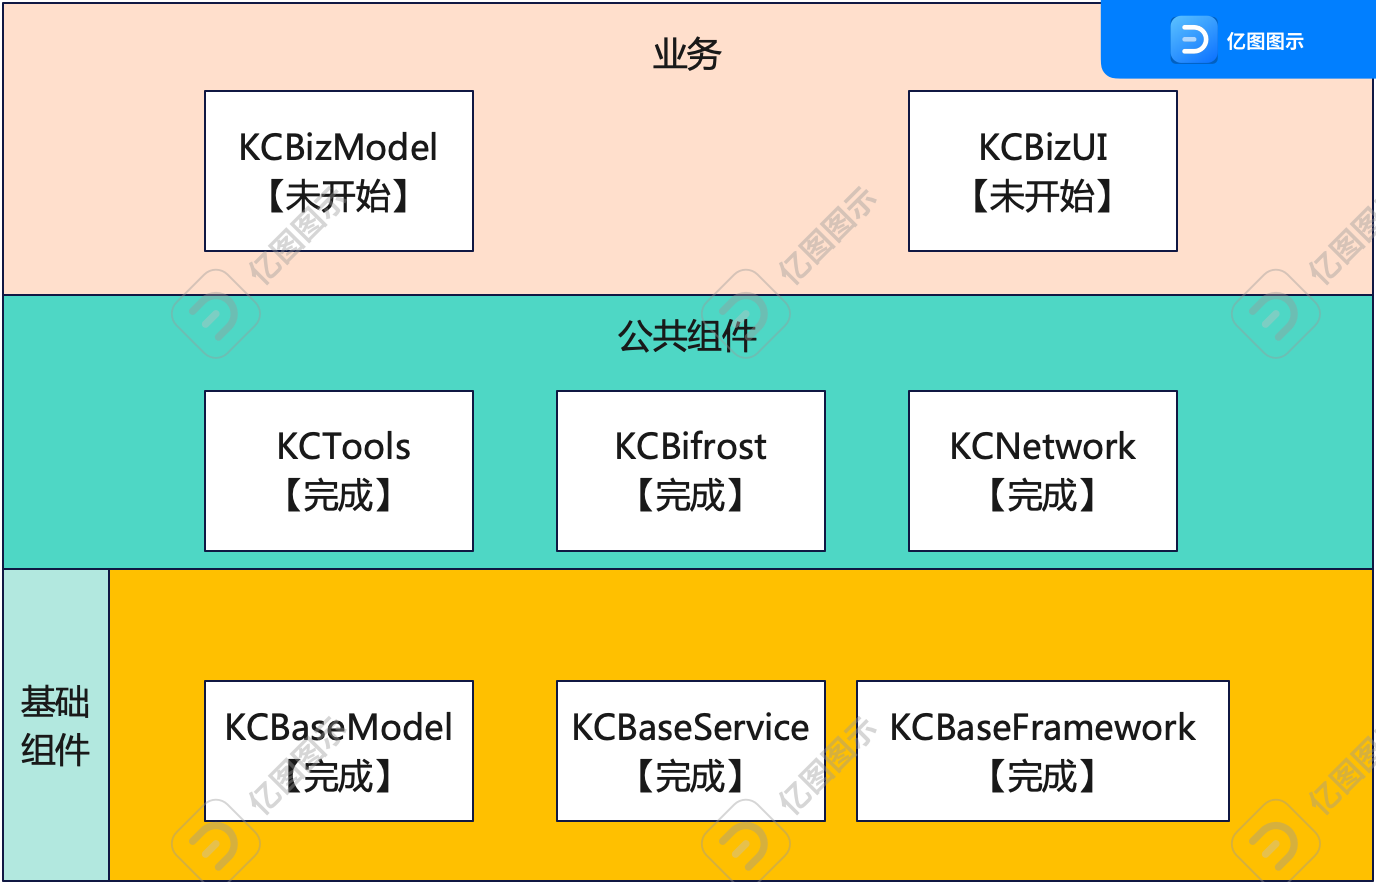 亿图图示
业务
KCBizModel
【未开始】
KCBizUI
【未开始】
公共组件
KCTools
【完成】
KCBifrost
【完成】
KCNetwork
【完成】
基础
组件
KCBaseModel
【完成】
KCBaseService
【完成】
KCBaseFramework
【完成】
亿图图示
亿图图示
亿图图示
亿图图示
亿图图示
亿图图示